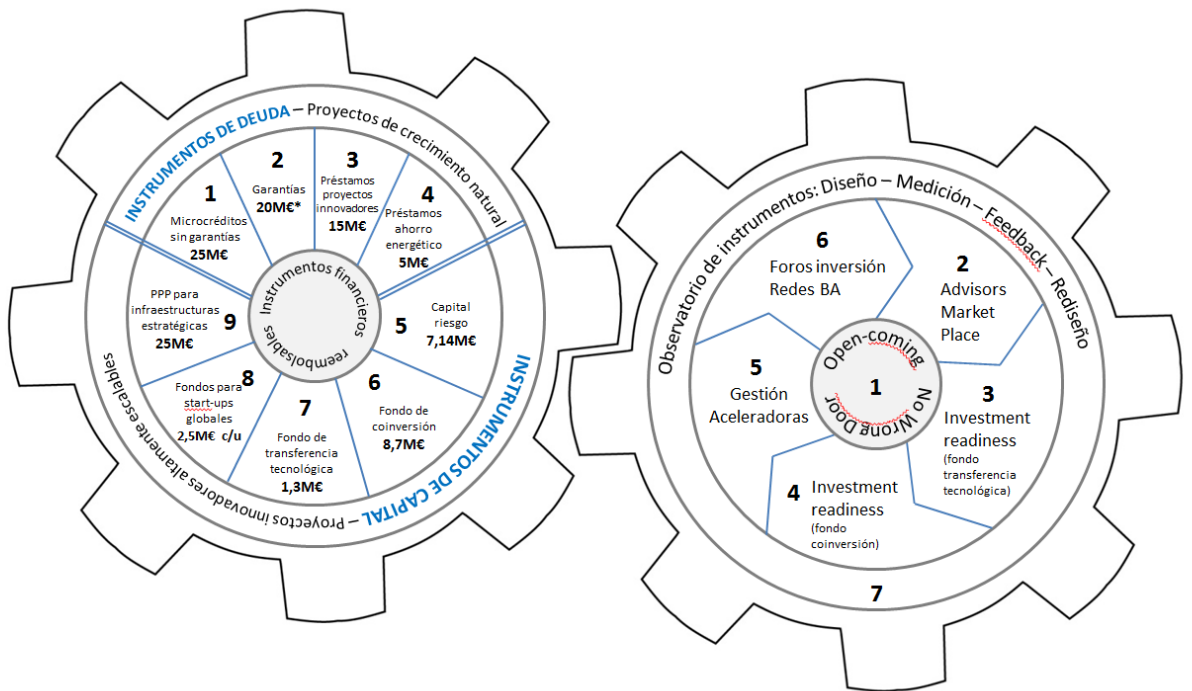 INSTRUMENTOS DE DEUDA – Proyectos de crecimiento natural
1
Microcréditos
sin garantías
25M€
2
Garantías
20M€*
3
Préstamos
proyectos
innovadores
15M€
4
Préstamos
ahorro
energético
5M€
Instrumentos financieros
reembolsables
5
Capital
riesgo
7,14M€
6
Fondo de
coinversión
8,7M€
7
Fondo de
transferencia
tecnológica
1,3M€
8
Fondos para
start-ups
globales
2,5M€ c/u
9
PPP para
infraestructuras
estratégicas
25M€
INSTRUMENTOS DE CAPITAL – Proyectos innovadores altamente escalables
Observatorio de instrumentos: Diseño – Medición – Feedback – Rediseño
Open-coming
1
No Wrong Door
2
Advisors
Market
Place
3
Investment
readiness
(fondo
transferencia
tecnológica)
4
Investment
readiness
(fondo
coinversión)
5
Gestión
Aceleradoras
6
Foros inversión
Redes BA
7